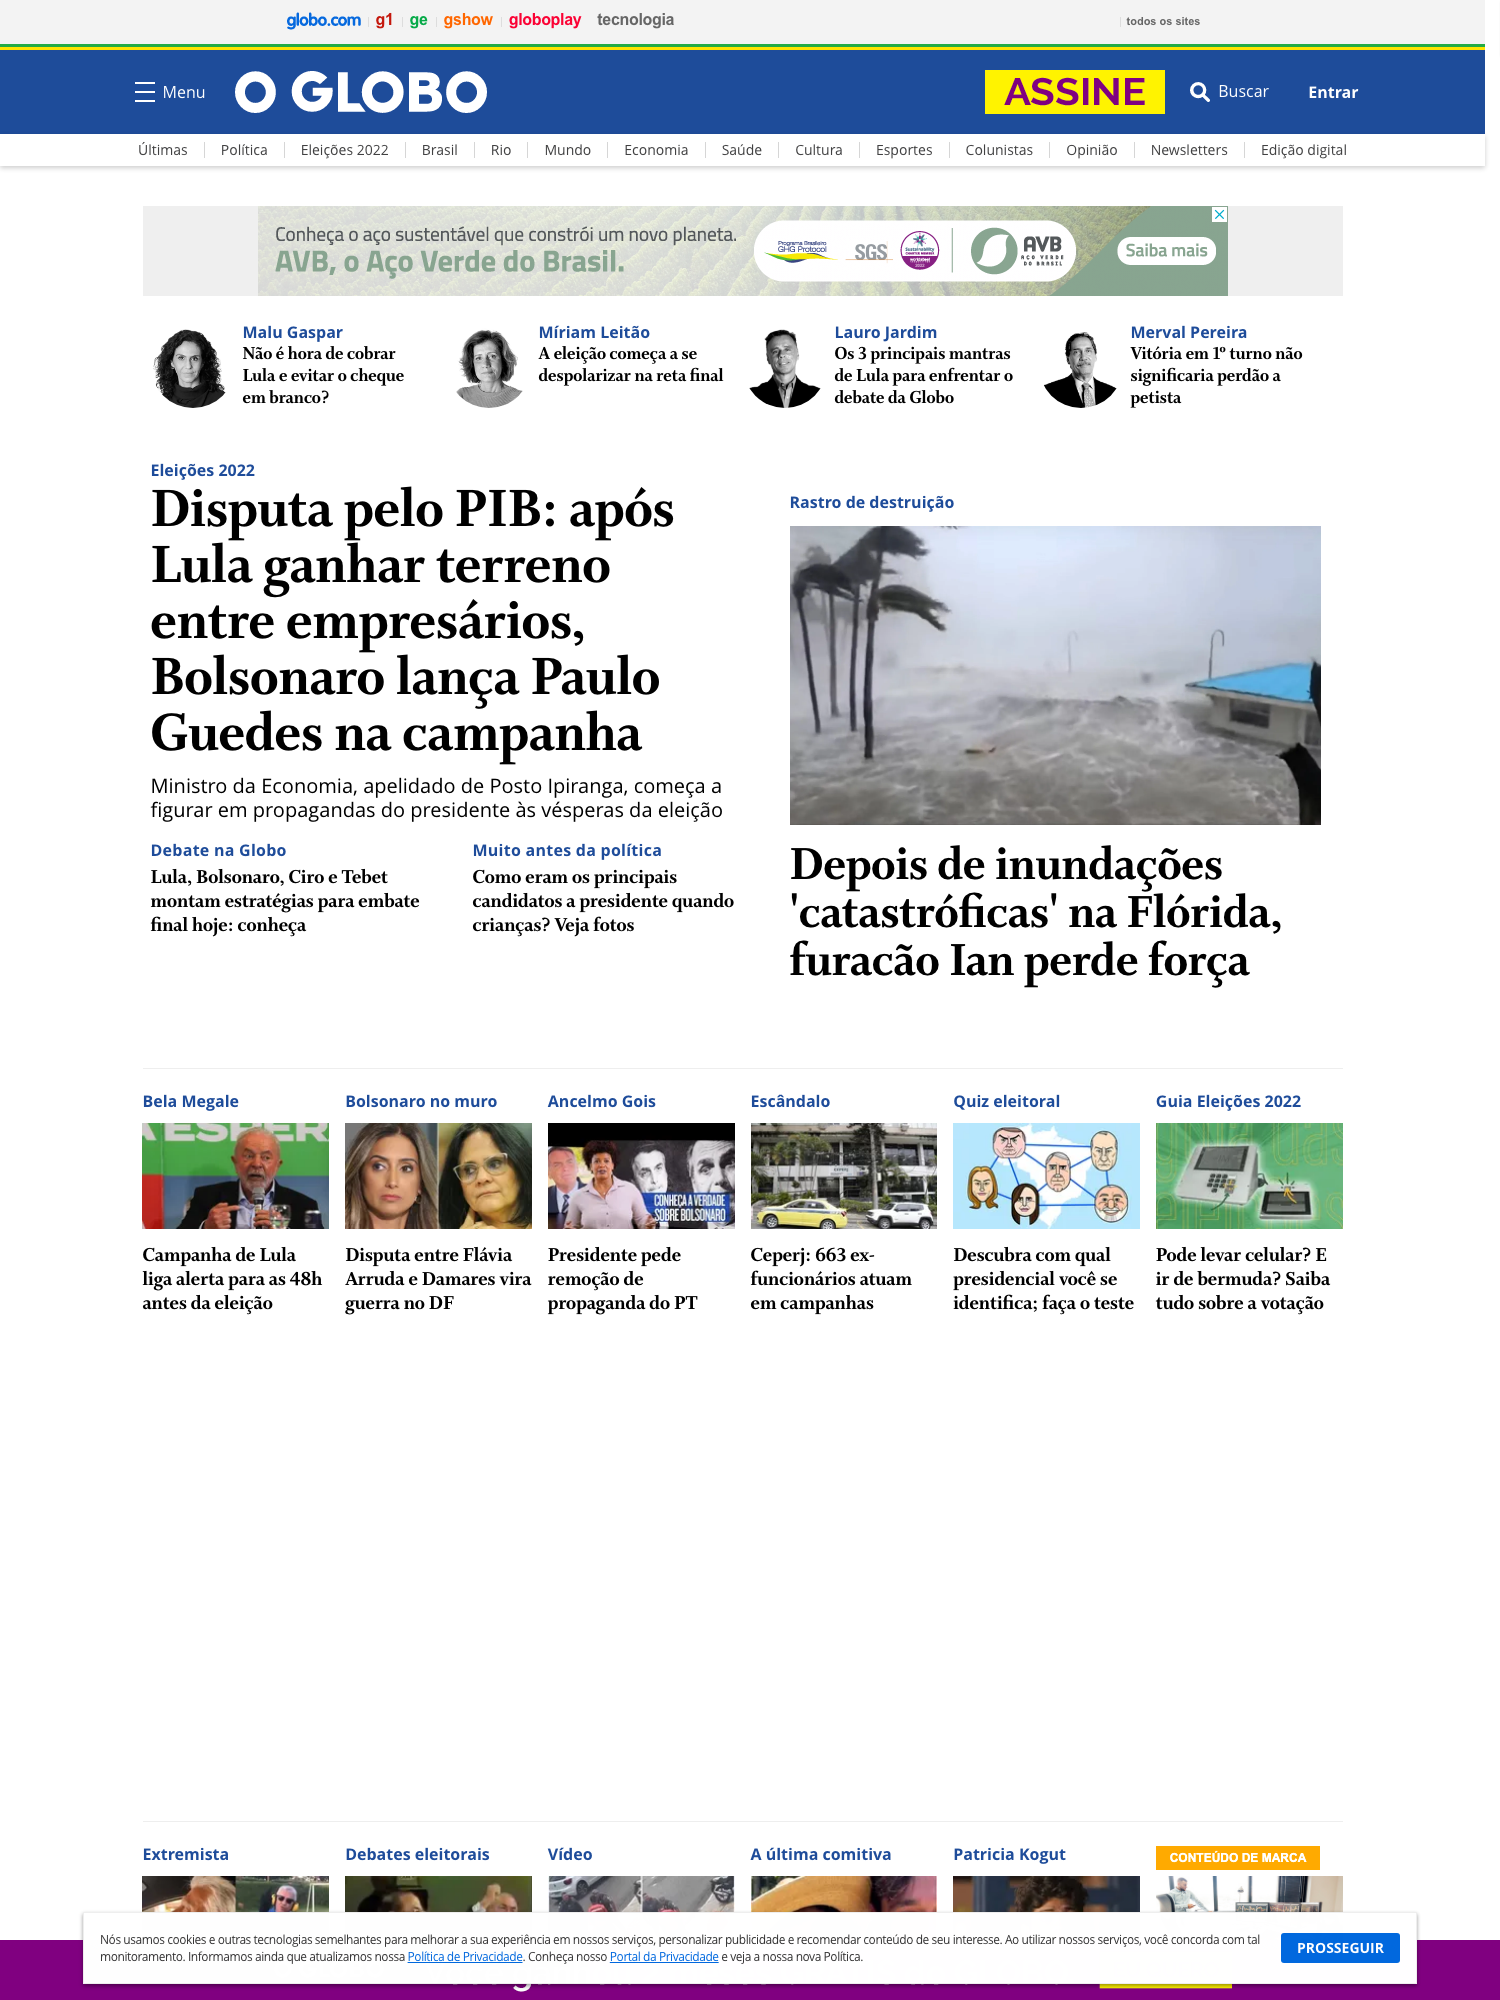 globo.com g1 ge gshow globoplay tecnologia todos os sites
Menu O GLOBO ASSINE Buscar Entrar
Últimas Política Eleições 2022 Brasil Rio Mundo Economia Saúde Cultura Esportes Colunistas Opinião Newsletters Edição digital
Conheça o aço sustentável que constrói um novo planeta.
AVB, o Aço Verde do Brasil.
Programa Brasileiro
GHG Protocol
SGS
AVB
AÇO VERDE
DO BRASIL
Saiba mais
Malu Gaspar
Não é hora de cobrar
Lula e evitar o cheque
em branco?
Míriam Leitão
A eleição começa a se
despolarizar na reta final
Lauro Jardim
Os 3 principais mantras
de Lula para enfrentar o
debate da Globo
Merval Pereira
Vitória em 1º turno não
significaria perdão a
petista
Eleições 2022
Disputa pelo PIB: após
Lula ganhar terreno
entre empresários,
Bolsonaro lança Paulo
Guedes na campanha
Ministro da Economia, apelidado de Posto Ipiranga, começa a
figurar em propagandas do presidente às vésperas da eleição
Debate na Globo
Lula, Bolsonaro, Ciro e Tebet
montam estratégias para embate
final hoje: conheça
Muito antes da política
Como eram os principais
candidatos a presidente quando
crianças? Veja fotos
Rastro de destruição
Depois de inundações
'catastróficas' na Flórida,
furacão Ian perde força
Bela Megale
Campanha de Lula
liga alerta para as 48h
antes da eleição
Bolsonaro no muro
Disputa entre Flávia
Arruda e Damares vira
guerra no DF
Ancelmo Gois
CONHEÇA A VERDADE
SOBRE BOLSONARO
Presidente pede
remoção de
propaganda do PT
Escândalo
Ceperj: 663 ex-
funcionários atuam
em campanhas
Quiz eleitoral
Descubra com qual
presidencial você se
identifica; faça o teste
Guia Eleições 2022
Pode levar celular? E
ir de bermuda? Saiba
tudo sobre a votação
Extremista
Debates eleitorais
Vídeo
A última comitiva
Patricia Kogut
CONTEÚDO DE MARCA
Nós usamos cookies e outras tecnologias semelhantes para melhorar a sua experiência em nossos serviços, personalizar publicidade e recomendar conteúdo de seu interesse. Ao utilizar nossos serviços, você concorda com tal
monitoramento. Informamos ainda que atualizamos nossa Política de Privacidade. Conheça nosso Portal da Privacidade e veja a nossa nova Política.
PROSSEGUIR